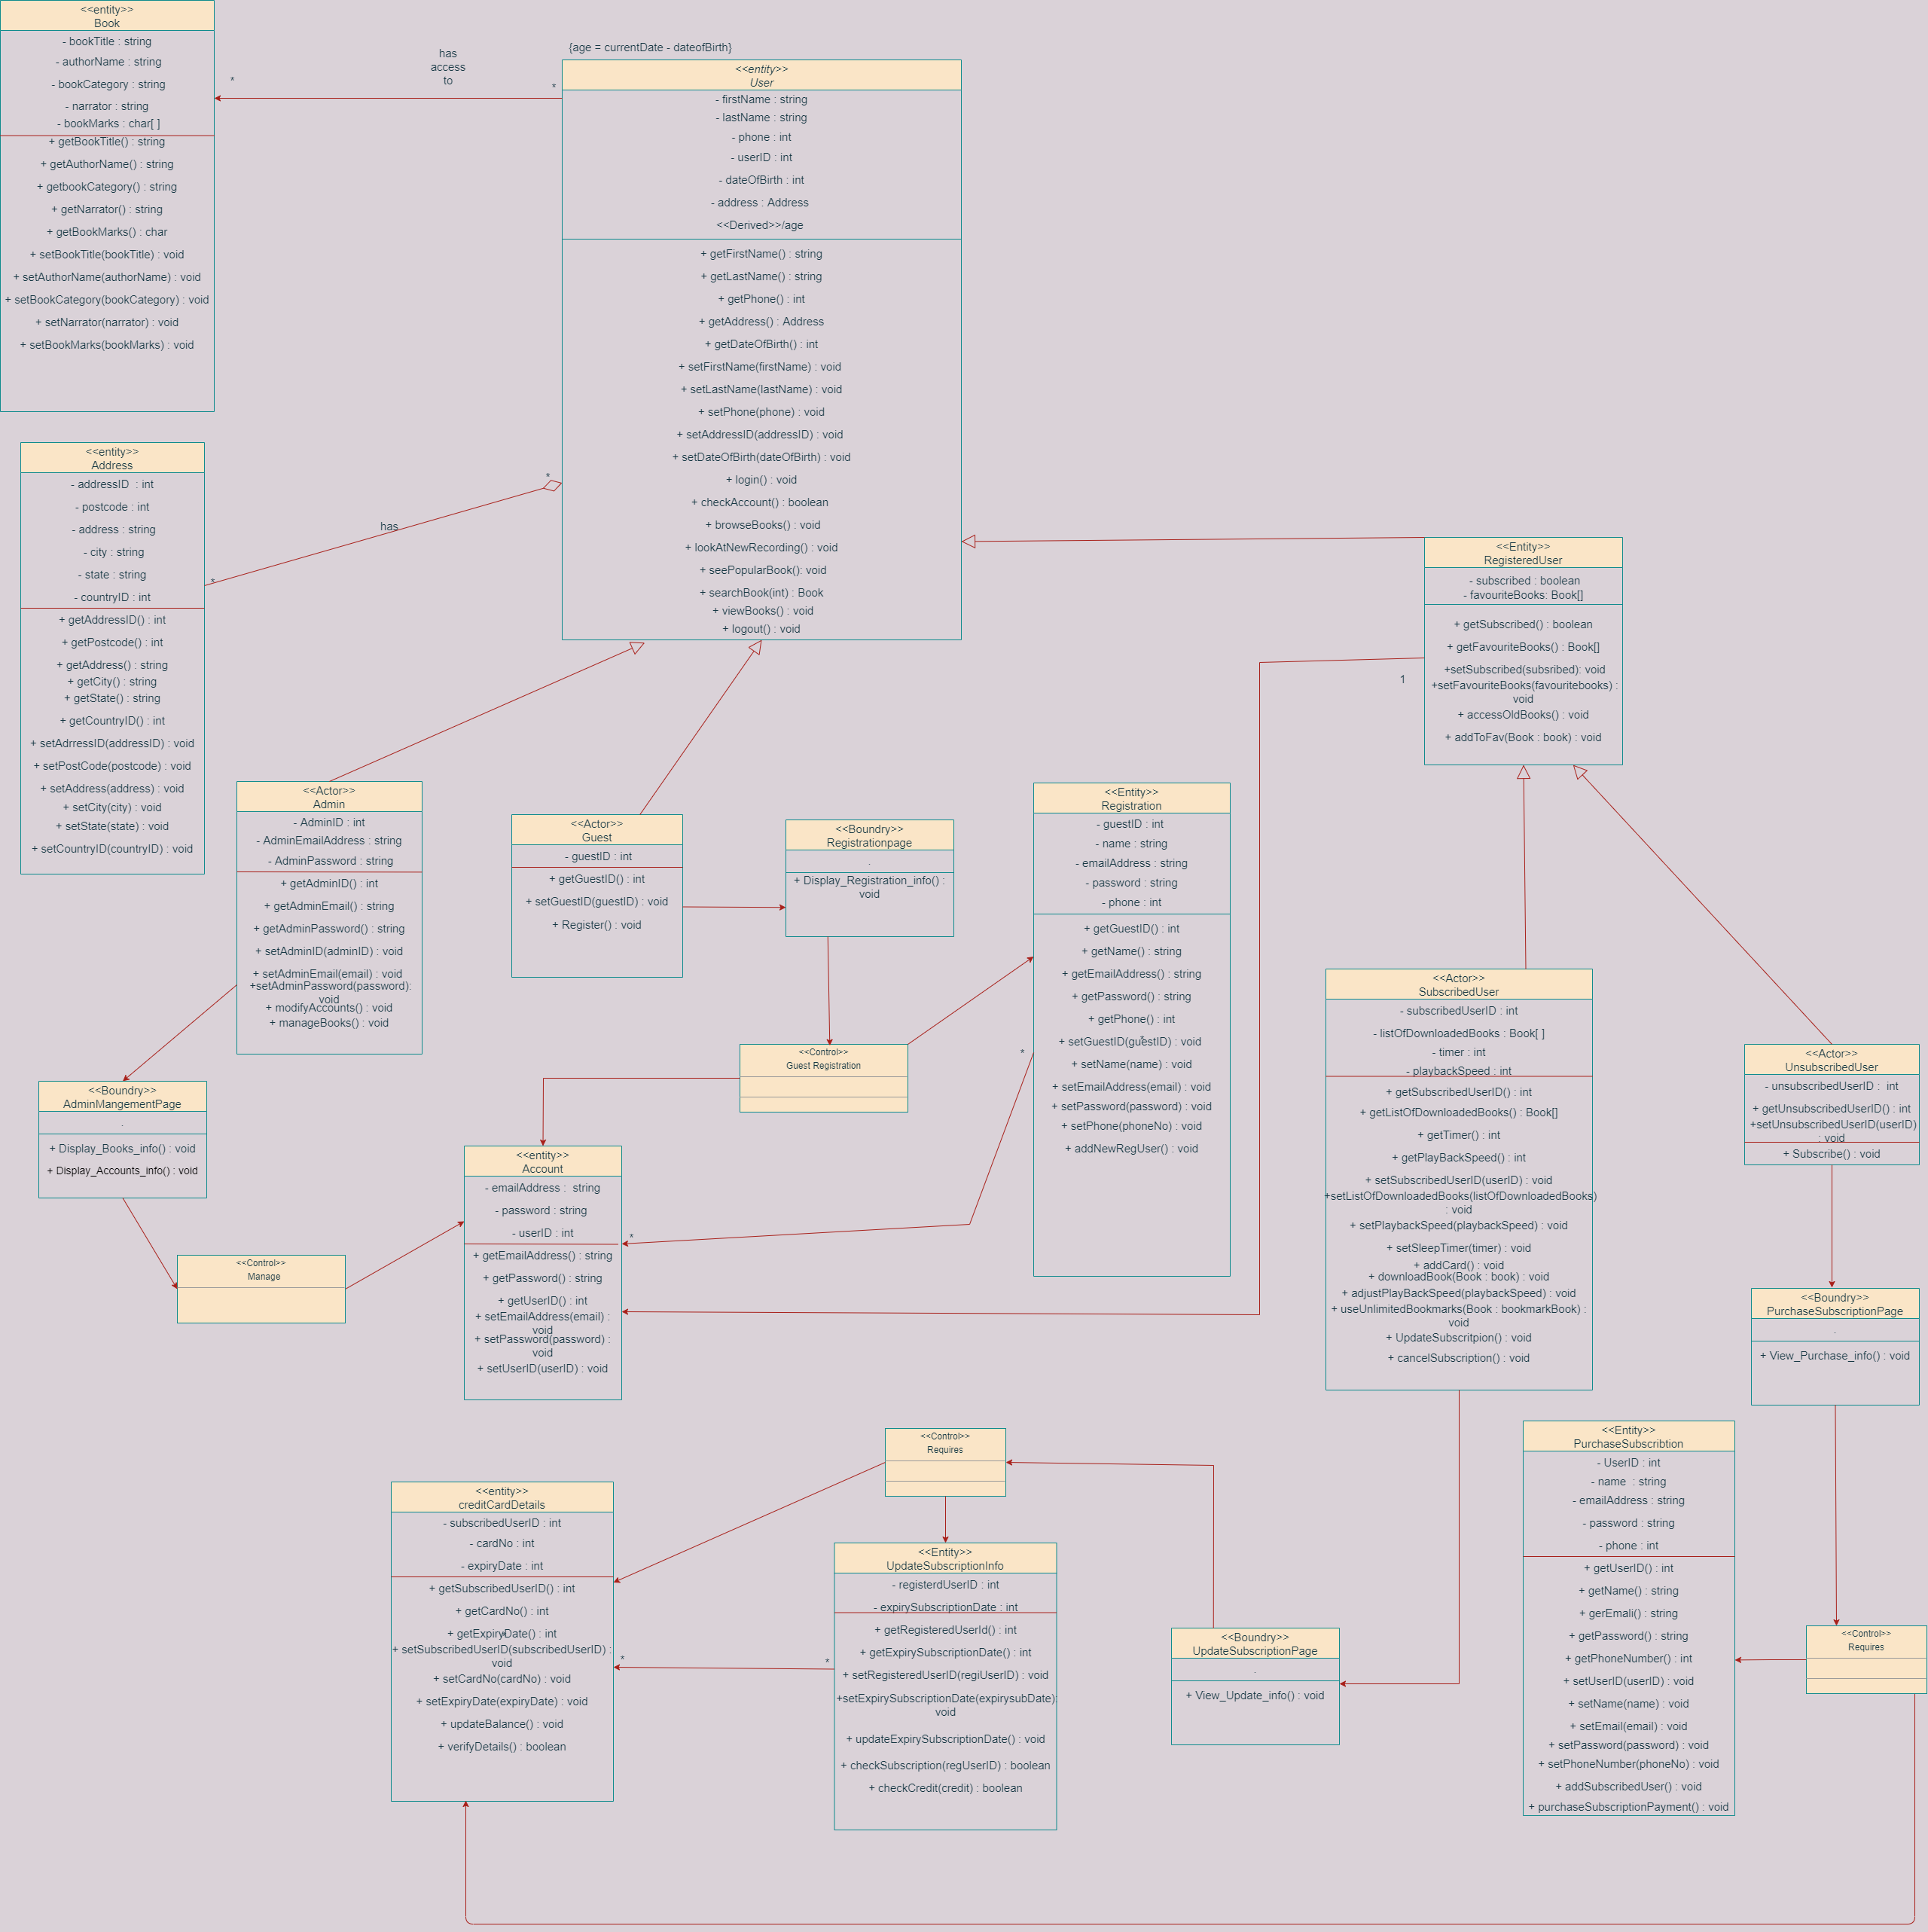 <<entity>>
Book
- bookTitle : string
- authorName : string
- bookCategory : string
- narrator : string
- bookMarks : char[ ]
+ getBookTitle() : string
+ getAuthorName() : string
+ getbookCategory() : string
+ getNarrator() : string
+ getBookMarks() : char
+ setBookTitle(bookTitle) : void
+ setAuthorName(authorName) : void
+ setBookCategory(bookCategory) : void
+ setNarrator(narrator) : void
+ setBookMarks(bookMarks) : void
*
has
access
to
*
{age = currentDate - dateofBirth}
<<entity>>
User
- firstName : string
- lastName : string
- phone : int
- userID : int
- dateOfBirth : int
- address : Address
<<Derived>>/age
+ getFirstName() : string
+ getLastName() : string
+ getPhone() : int
+ getAddress() : Address
+ getDateOfBirth() : int
+ setFirstName(firstName) : void
+ setLastName(lastName) : void
+ setPhone(phone) : void
+ setAddressID(addressID) : void
+ setDateOfBirth(dateOfBirth) : void
+ login() : void
+ checkAccount() : boolean
+ browseBooks() : void
+ lookAtNewRecording() : void
+ seePopularBook(): void
+ searchBook(int) : Book
+ viewBooks() : void
+ logout() : void
<<entity>>
Address
- addressID : int
- postcode : int
- address : string
- city : string
- state : string
- countryID : int
+ getAddressID() : int
+ getPostcode() : int
+ getAddress() : string
+ getCity() : string
+ getState() : string
+ getCountryID() : int
+ setAdrressID(addressID) : void
+ setPostCode(postcode) : void
+ setAddress(address) : void
+ setCity(city) : void
+ setState(state) : void
+ setCountryID(countryID) : void
*
has
*
<<Entity>>
RegisteredUser
- subscribed : boolean
- favouriteBooks: Book[]
+ getSubscribed() : boolean
+ getFavouriteBooks() : Book[]
+setSubscribed(subsribed): void
+setFavouriteBooks(favouritebooks) :
void
+ accessOldBooks() : void
+ addToFav(Book : book) : void
1
<<Actor>>
Admin
- AdminID : int
- AdminEmailAddress : string
- AdminPassword : string
+ getAdminID() : int
+ getAdminEmail() : string
+ getAdminPassword() : string
+ setAdminID(adminID) : void
+ setAdminEmail(email) : void
+setAdminPassword(password):
void
+ modifyAccounts() : void
+ manageBooks() : void
<<Actor>>
Guest
- guestID : int
+ getGuestID() : int
+ setGuestID(guestID) : void
+ Register() : void
<<Boundry>>
Registrationpage
.
+ Display_Registration_info() :
void
<<Entity>>
Registration
- guestID : int
- name : string
- emailAddress : string
- password : string
- phone : int
+ getGuestID() : int
+ getName() : string
+ getEmailAddress() : string
+ getPassword() : string
+ getPhone() : int
+ setGuestID(guestID) : void
+ setName(name) : void
+ setEmailAddress(email) : void
+ setPassword(password) : void
+ setPhone(phoneNo) : void
+ addNewRegUser() : void
*
*
<<Control>>
Guest Registration
<<Actor>>
SubscribedUser
- subscribedUserID : int
- listOfDownloadedBooks : Book[ ]
- timer : int
- playbackSpeed : int
+ getSubscribedUserID() : int
+ getListOfDownloadedBooks() : Book[]
+ getTimer() : int
+ getPlayBackSpeed() : int
+ setSubscribedUserID(userID) : void
+setListOfDownloadedBooks(listOfDownloadedBooks)
: void
+ setPlaybackSpeed(playbackSpeed) : void
+ setSleepTimer(timer) : void
+ addCard() : void
+ downloadBook(Book : book) : void
+ adjustPlayBackSpeed(playbackSpeed) : void
+ useUnlimitedBookmarks(Book : bookmarkBook) :
void
+ UpdateSubscritpion() : void
+ cancelSubscription() : void
<<Actor>>
UnsubscribedUser
- unsubscribedUserID : int
+ getUnsubscribedUserID() : int
+setUnsubscribedUserID(userID)
: void
+ Subscribe() : void
<<Boundry>>
AdminMangementPage
.
+ Display_Books_info() : void
+ Display_Accounts_info() : void
<<Control>>
Manage
<<entity>>
Account
- emailAddress : string
- password : string
- userID : int
+ getEmailAddress() : string
+ getPassword() : string
+ getUserID() : int
+ setEmailAddress(email) :
void
+ setPassword(password) :
void
+ setUserID(userID) : void
*
<<Boundry>>
PurchaseSubscriptionPage
.
+ View_Purchase_info() : void
<<Control>>
Requires
<<Entity>>
PurchaseSubscribtion
- UserID : int
- name : string
- emailAddress : string
- password : string
- phone : int
+ getUserID() : int
+ getName() : string
+ gerEmali() : string
+ getPassword() : string
+ getPhoneNumber() : int
+ setUserID(userID) : void
+ setName(name) : void
+ setEmail(email) : void
+ setPassword(password) : void
+ setPhoneNumber(phoneNo) : void
+ addSubscribedUser() : void
+ purchaseSubscriptionPayment() : void
<<entity>>
creditCardDetails
- subscribedUserID : int
- cardNo : int
- expiryDate : int
+ getSubscribedUserID() : int
+ getCardNo() : int
+ getExpiryDate() : int
+ setSubscribedUserID(subscribedUserID) :
void
+ setCardNo(cardNo) : void
+ setExpiryDate(expiryDate) : void
+ updateBalance() : void
+ verifyDetails() : boolean
*
*
<<Entity>>
UpdateSubscriptionInfo
- registerdUserID : int
- expirySubscriptionDate : int
+ getRegisteredUserId() : int
+ getExpirySubscriptionDate() : int
+ setRegisteredUserID(regiUserID) : void
+setExpirySubscriptionDate(expirysubDate):
void
+ updateExpirySubscriptionDate() : void
+ checkSubscription(regUserID) : boolean
+ checkCredit(credit) : boolean
<<Boundry>>
UpdateSubscriptionPage
.
+ View_Update_info() : void
<<Control>>
Requires